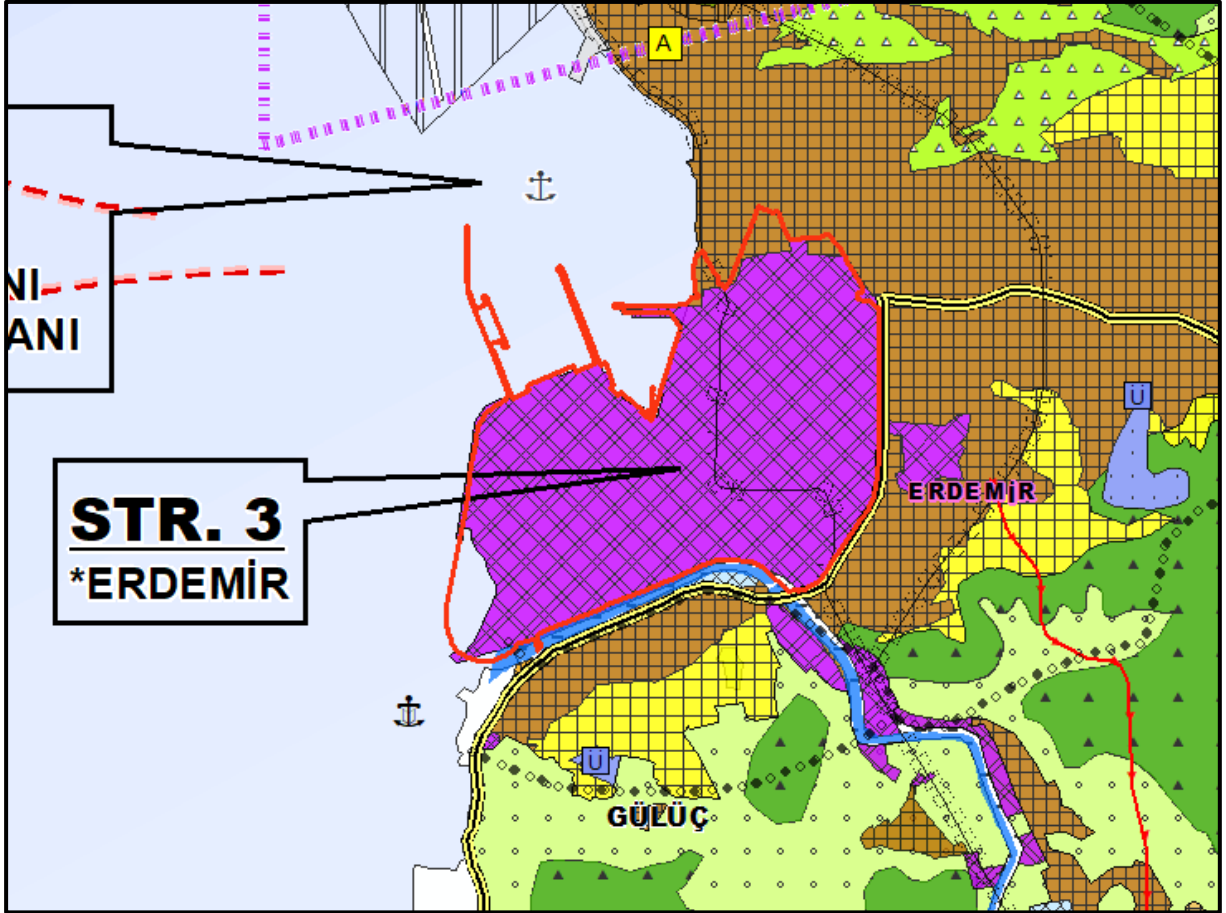 A
NI
ANI
Ü
ERDEMİR
STR. 3
*ERDEMİR
Ü
GÜLÜÇ